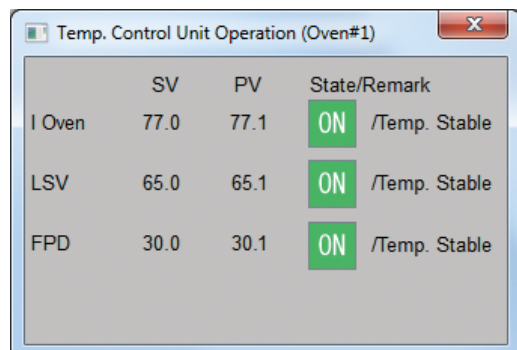 Temp. Control Unit Operation (Oven#1)
SV PV State/Remark
I Oven 77.0 77.1 ON /Temp. Stable
LSV 65.0 65.1 ON /Temp. Stable
FPD 30.0 30.1 ON /Temp. Stable